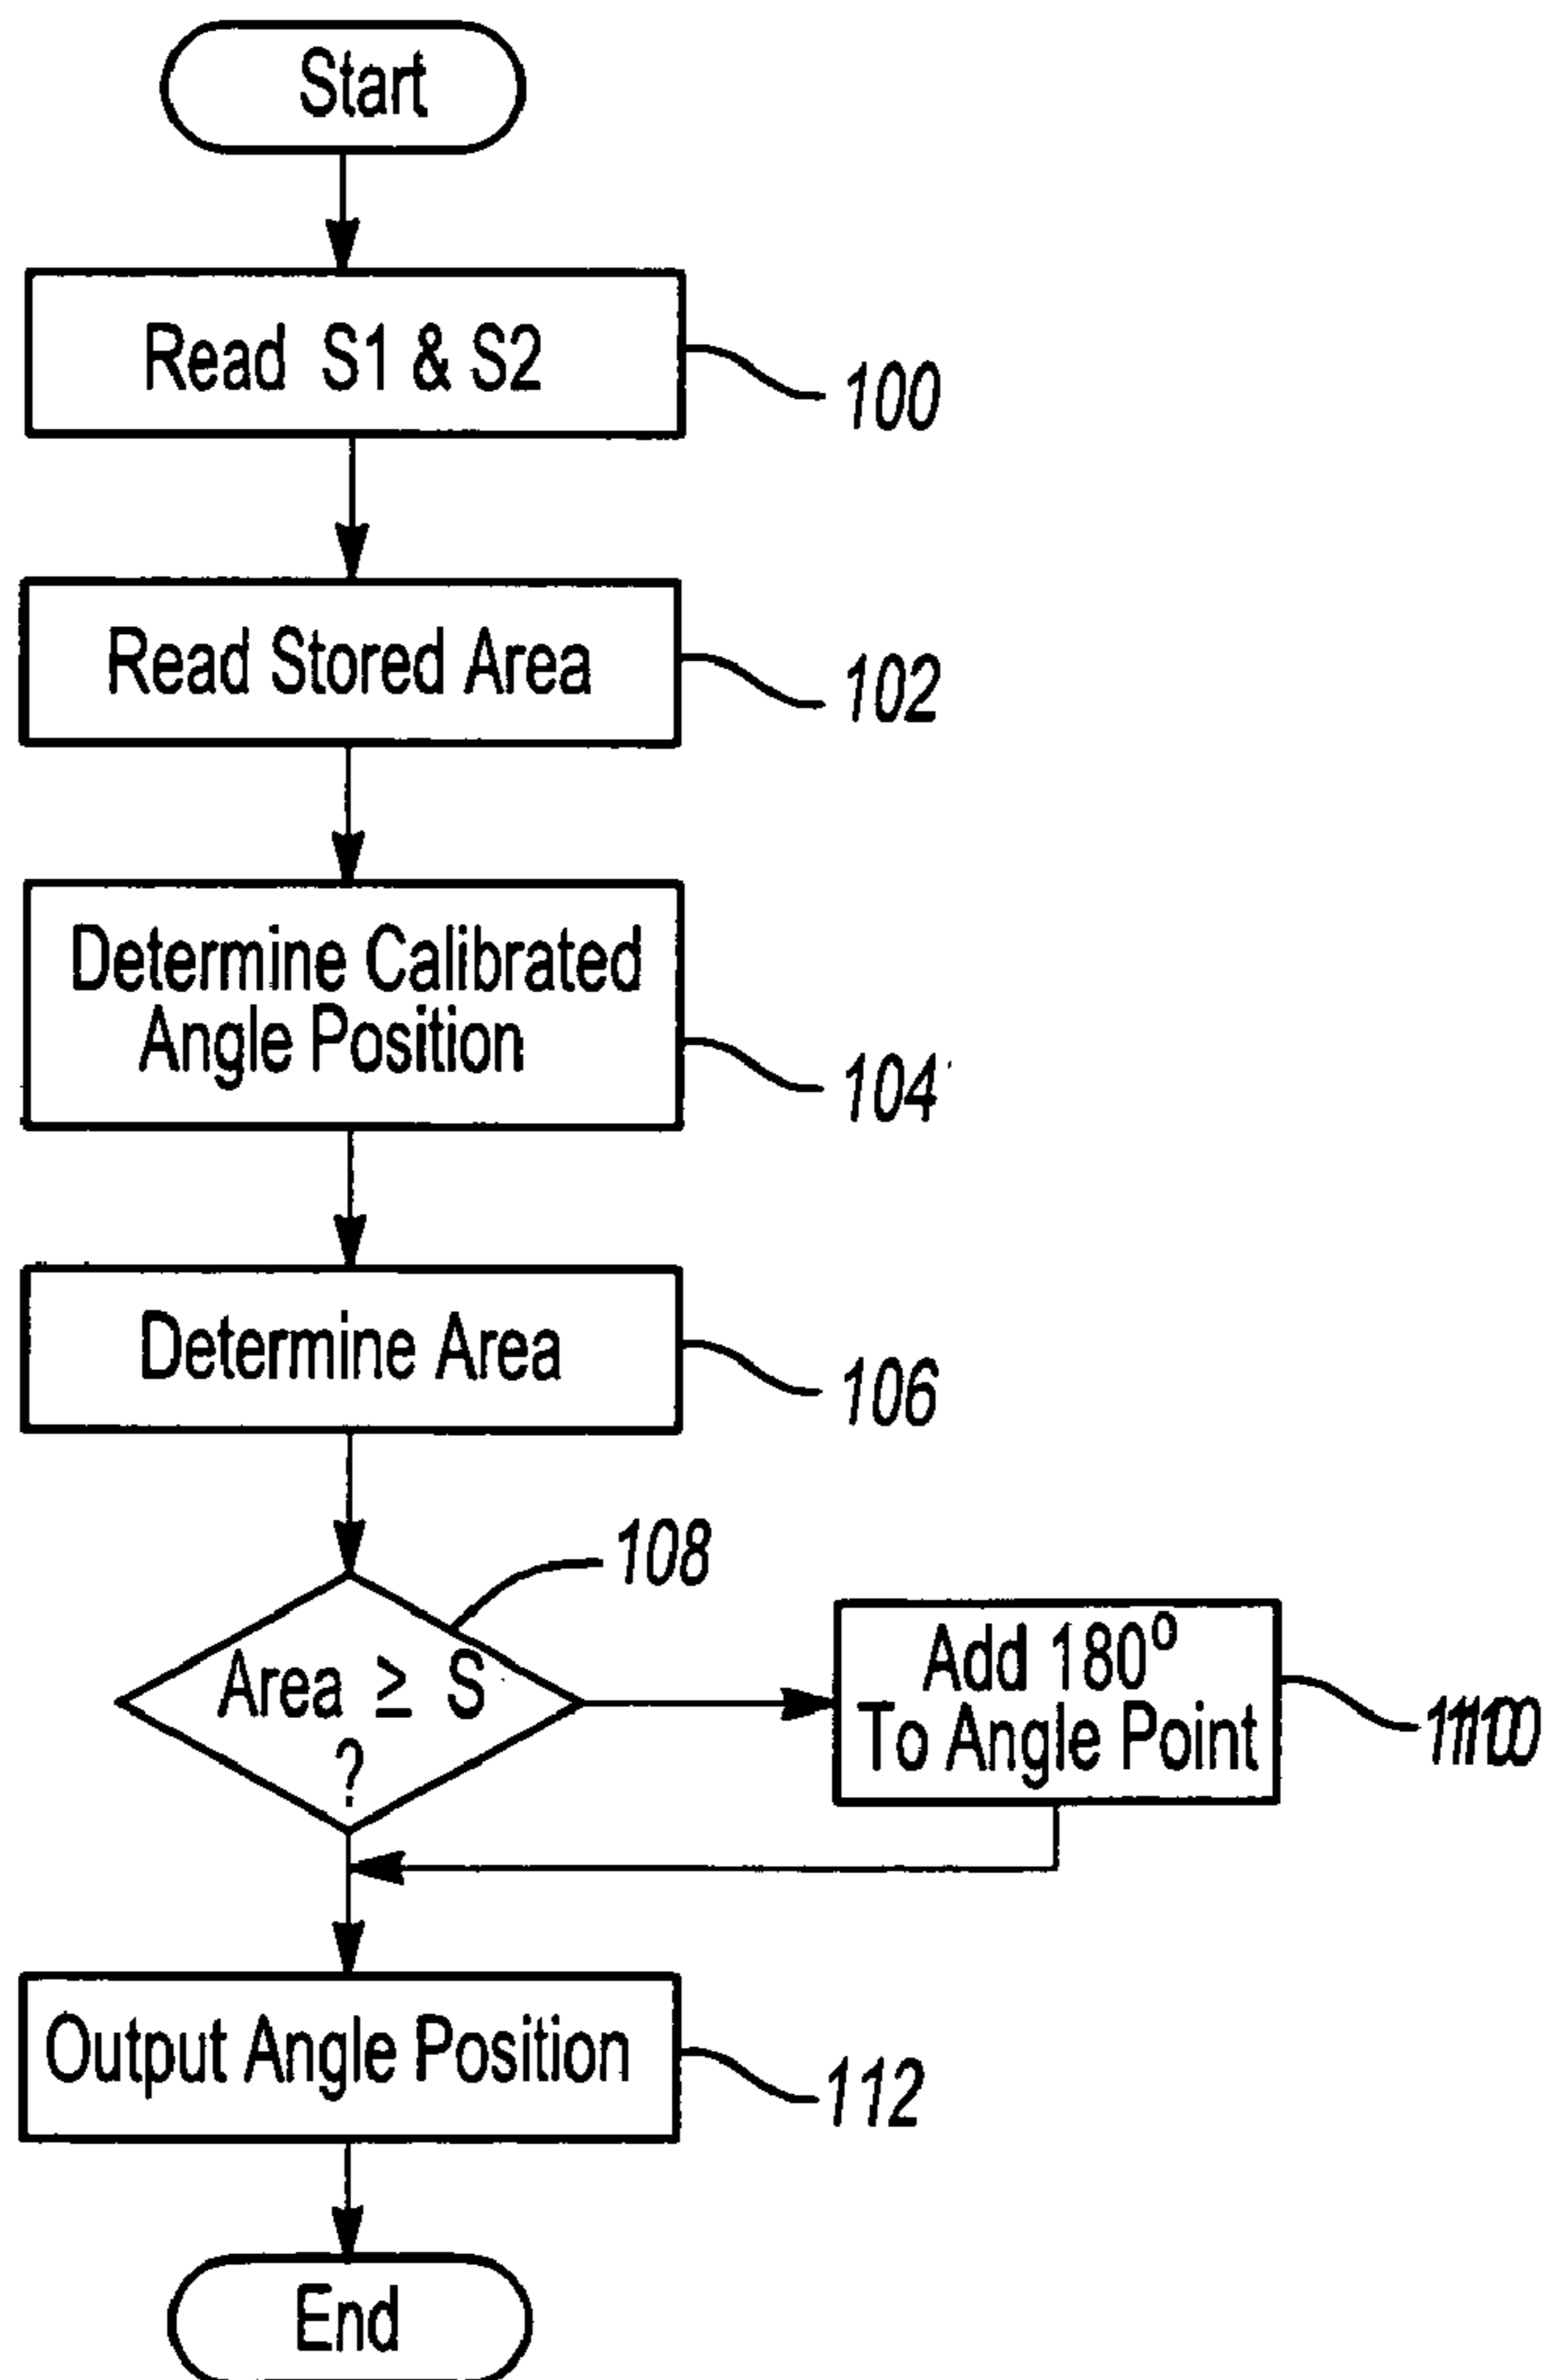 Start
Read S1 & S2
100
Read Stored Area
102
Determine Calibrated
Angle Position
104
Determine Area
106
108
Area ≥ S
?
Add 180º
To Angle Point
Output Angle Position
112
End